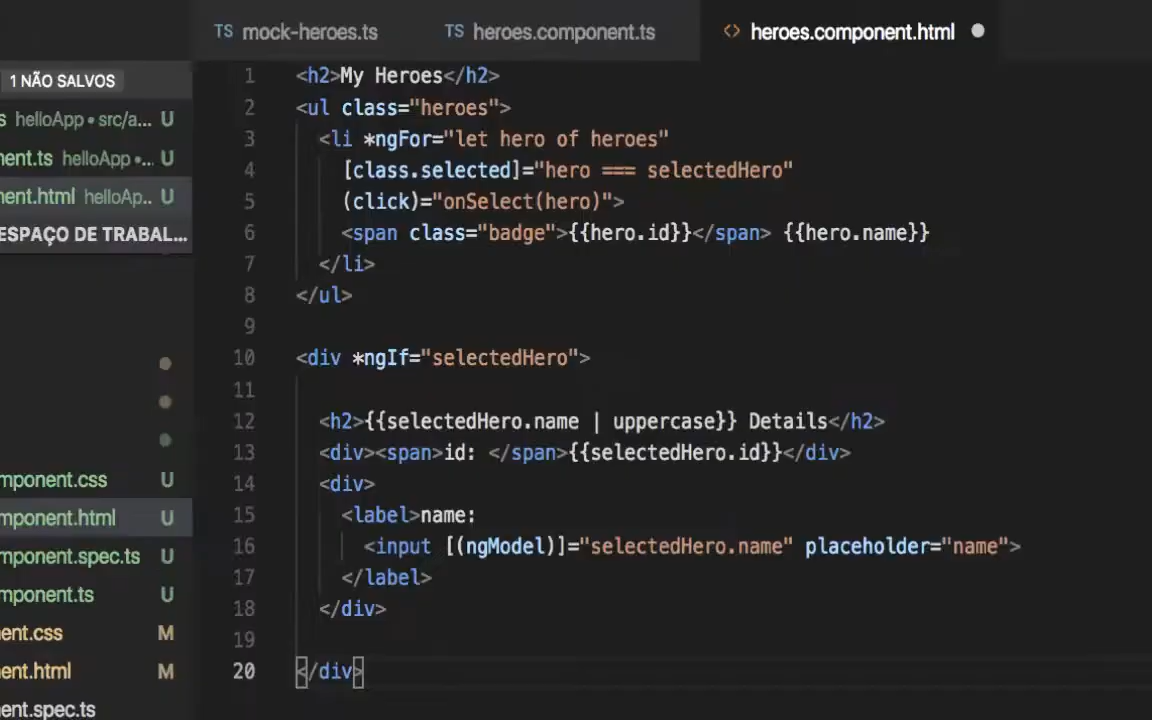 TS mock-heroes.ts TS heroes.component.ts <> heroes.component.html
1 NÃO SALVOS
s helloApp • src/a... U
nent.ts helloApp •... U
nent.html helloAp... U
ESPAÇO DE TRABAL...
mponent.css U
mponent.html U
mponent.spec.ts U
mponent.ts U
ent.css M
ent.html M
ent.spec.ts
1 <h2>My Heroes</h2>
2 <ul class="heroes">
3 <li *ngFor="let hero of heroes"
4 [class.selected]="hero === selectedHero"
5 (click)="onSelect(hero)">
6 <span class="badge">{{hero.id}}</span> {{hero.name}}
7 </li>
8 </ul>
9
10 <div *ngIf="selectedHero">
11
12 <h2>{{selectedHero.name | uppercase}} Details</h2>
13 <div><span>id: </span>{{selectedHero.id}}</div>
14 <div>
15 <label>name:
16 <input [(ngModel)]="selectedHero.name" placeholder="name">
17 </label>
18 </div>
19
20 </div>